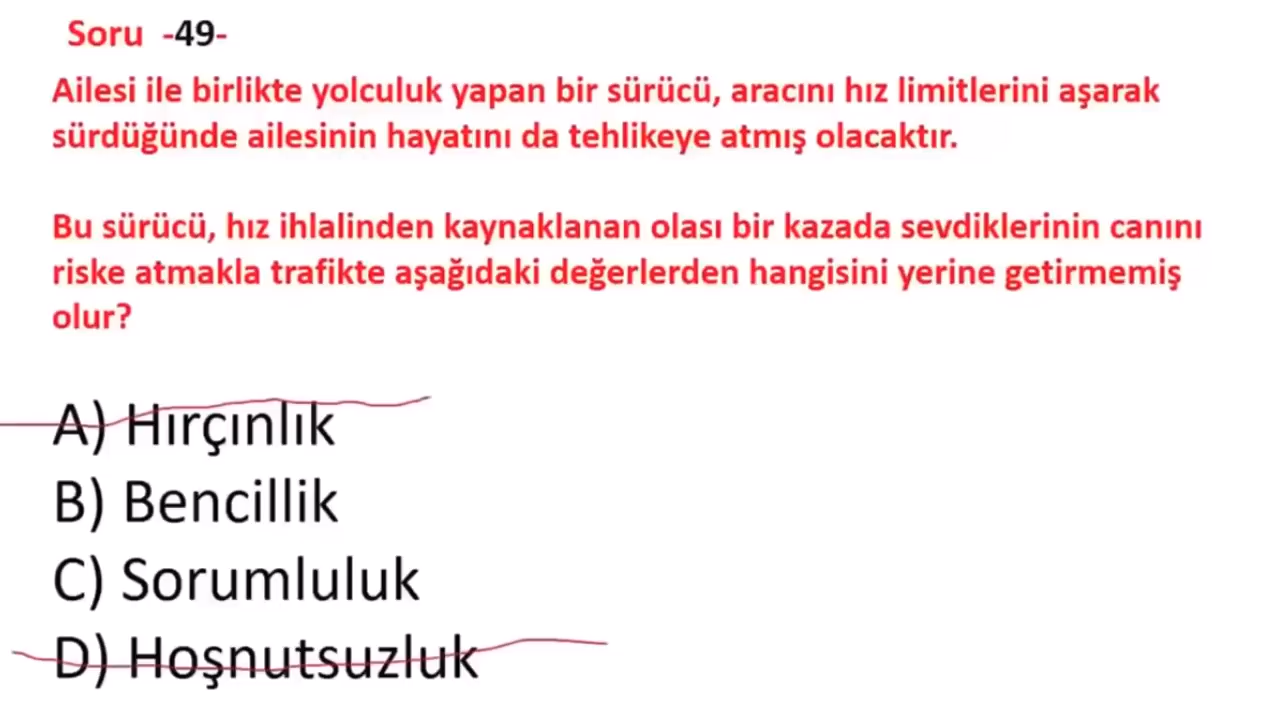 Soru -49-
Ailesi ile birlikte yolculuk yapan bir sürücü, aracını hız limitlerini aşarak
sürdüğünde ailesinin hayatını da tehlikeye atmış olacaktır.
Bu sürücü, hız ihlalinden kaynaklanan olası bir kazada sevdiklerinin canını
riske atmakla trafikte aşağıdaki değerlerden hangisini yerine getirmemiş
olur?
A) Hırçınlık
B) Bencillik
C) Sorumluluk
D) Hoşnutsuzluk